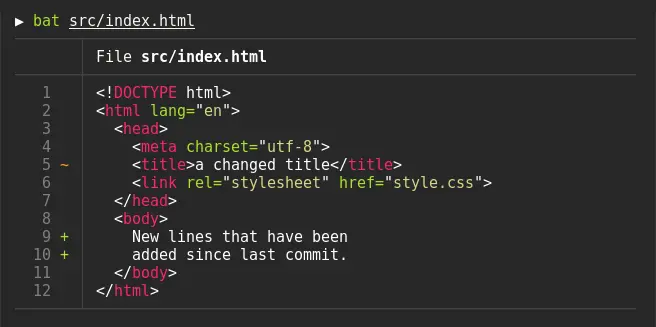 ▶ bat src/index.html
File src/index.html
1 <!DOCTYPE html>
2 <html lang="en">
3 <head>
4 <meta charset="utf-8">
5 ~ <title>a changed title</title>
6 <link rel="stylesheet" href="style.css">
7 </head>
8 <body>
9 + New lines that have been
10 + added since last commit.
11 </body>
12 </html>